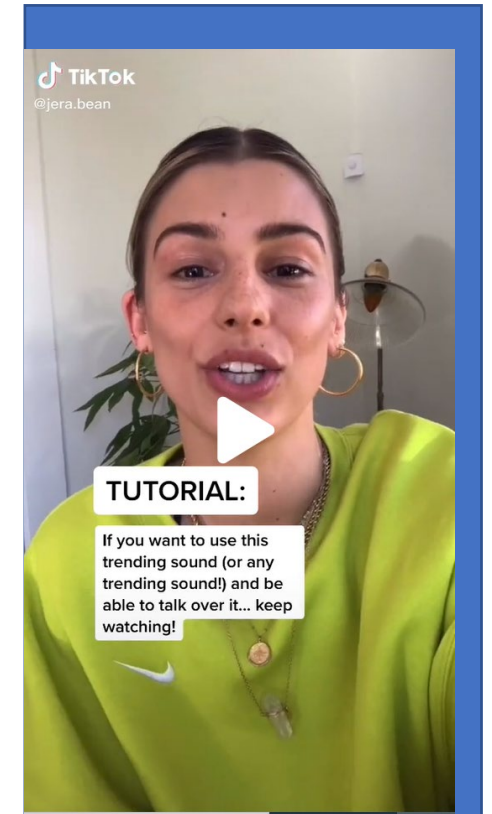 TikTok
@jera.bean
TUTORIAL:
If you want to use this
trending sound (or any
trending sound!) and be
able to talk over it... keep
watching!